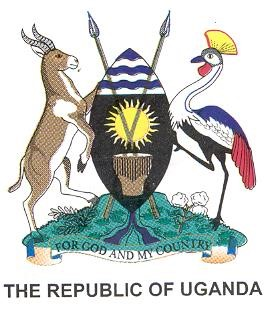 FOR GOD AND MY COUNTRY
THE REPUBLIC OF UGANDA